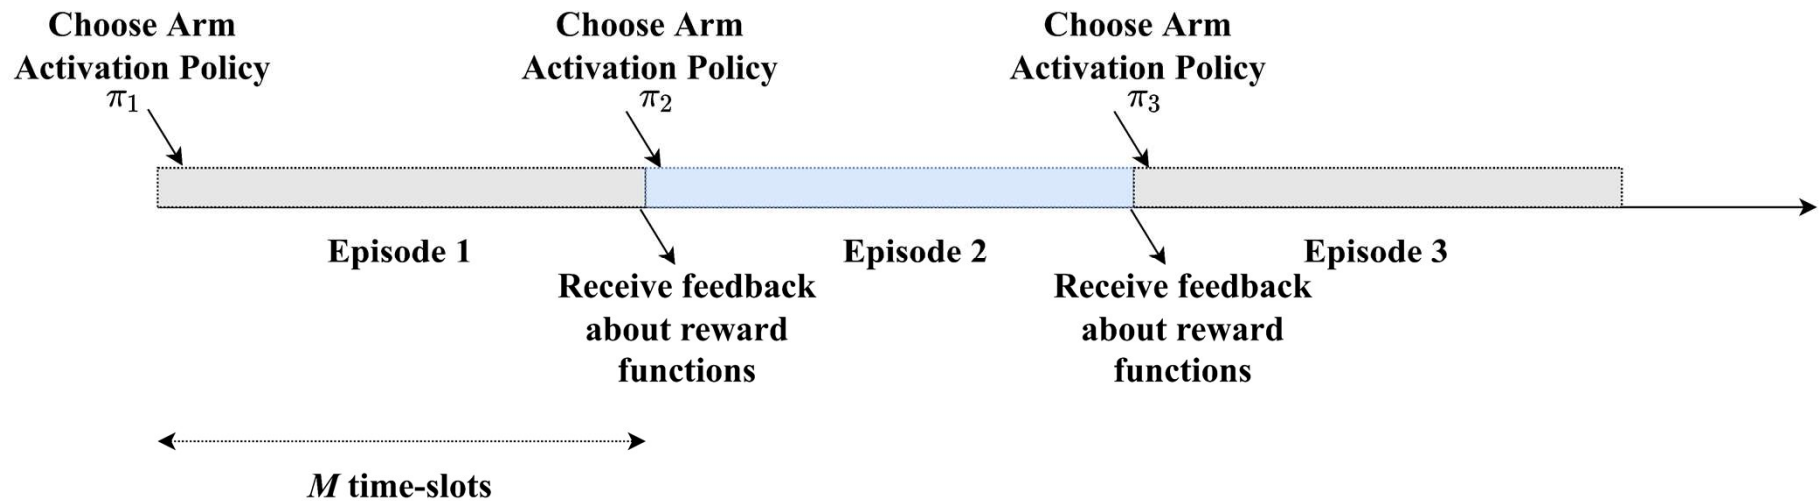 Choose Arm
Activation Policy
π₁
Choose Arm
Activation Policy
π₂
Choose Arm
Activation Policy
π₃
Episode 1
Episode 2
Episode 3
Receive feedback
about reward
functions
Receive feedback
about reward
functions
M time-slots